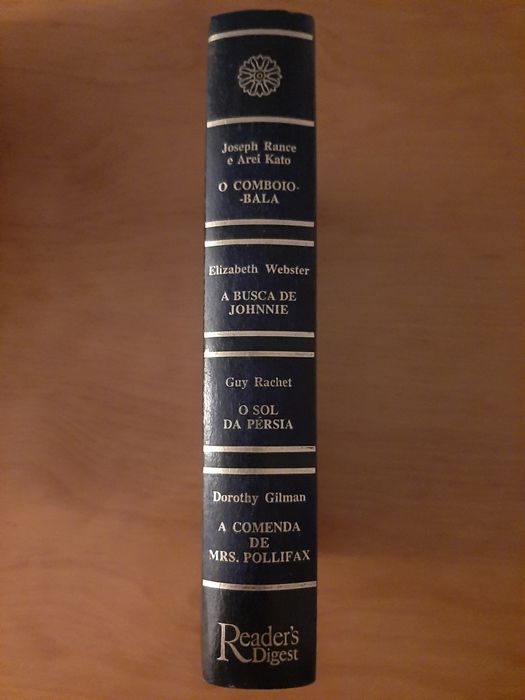 Joseph Rance
e Arei Kato
O COMBOIO-
-BALA
Elizabeth Webster
A BUSCA DE
JOHNNIE
Guy Rachet
O SOL
DA PÉRSIA
Dorothy Gilman
A COMENDA
DE
MRS. POLLIFAX
Reader's
Digest